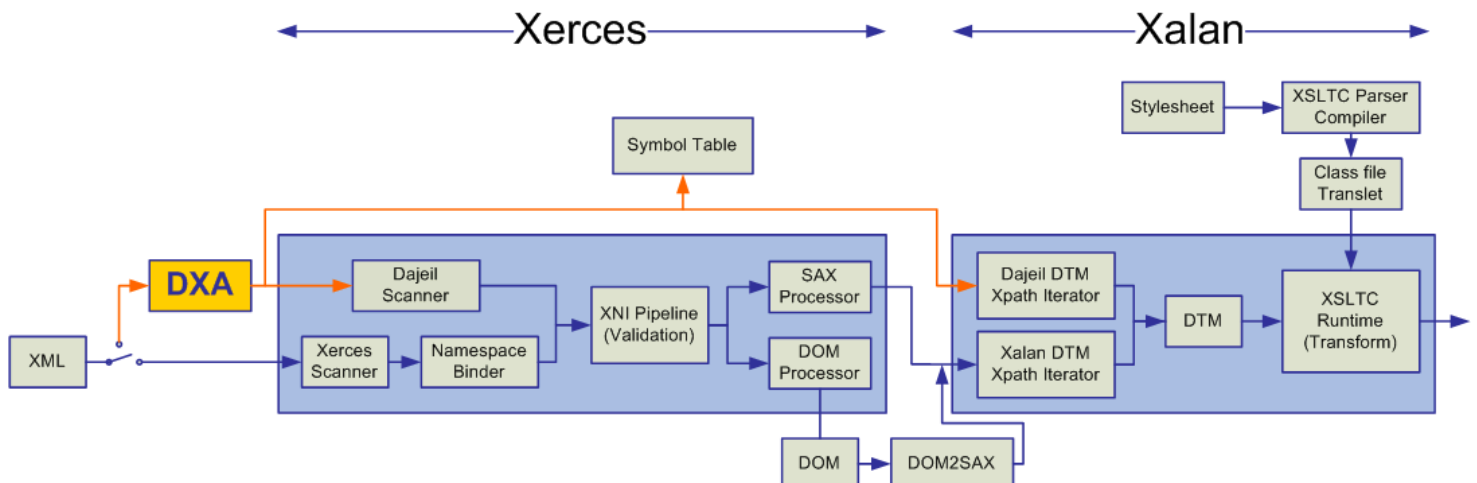 Xerces
Xalan
Stylesheet
XSLTC Parser
Compiler
Symbol Table
Class file
Translet
DXA
Dajeil
Scanner
SAX
Processor
Dajeil DTM
Xpath Iterator
XNI Pipeline
(Validation)
DTM
XSLTC
Runtime
(Transform)
XML
Xerces
Scanner
Namespace
Binder
DOM
Processor
Xalan DTM
Xpath Iterator
DOM
DOM2SAX